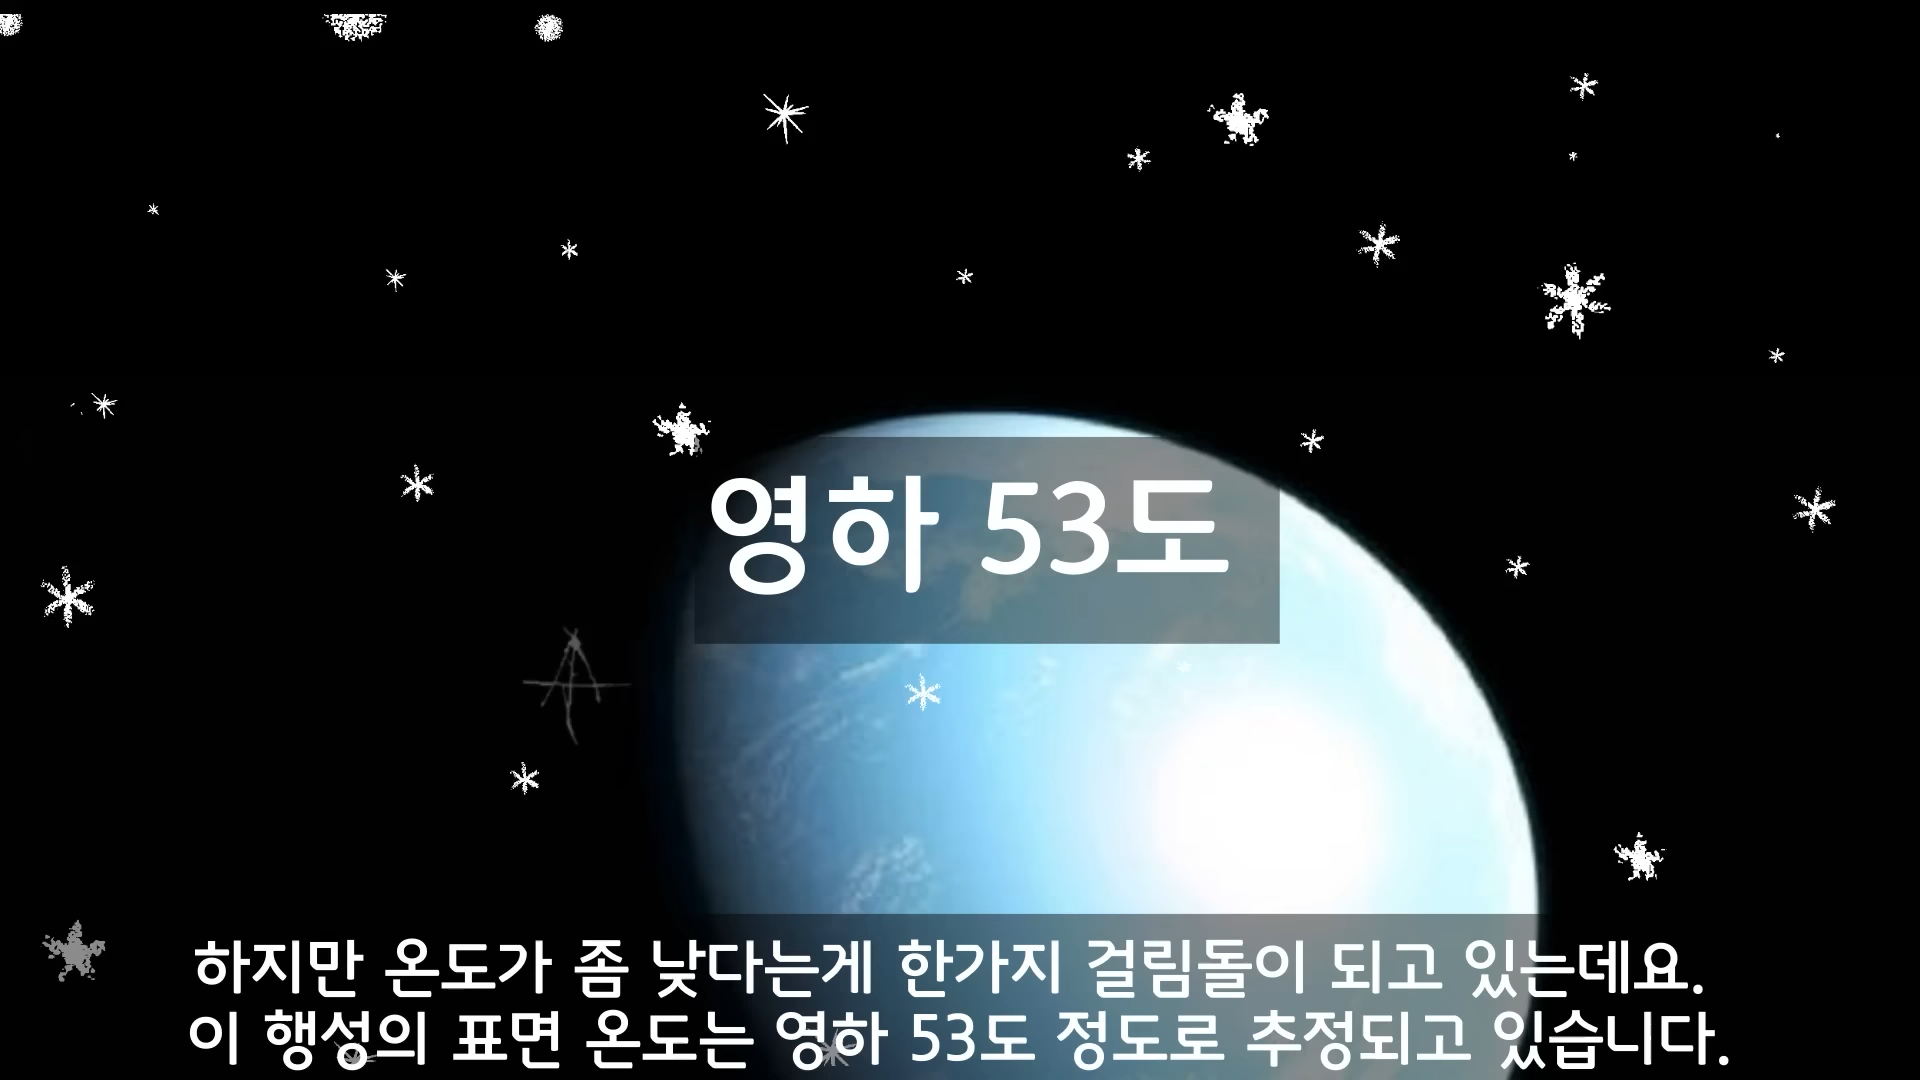 영하 53도
하지만 온도가 좀 낮다는게 한가지 걸림돌이 되고 있는데요.
이 행성의 표면 온도는 영하 53도 정도로 추정되고 있습니다.